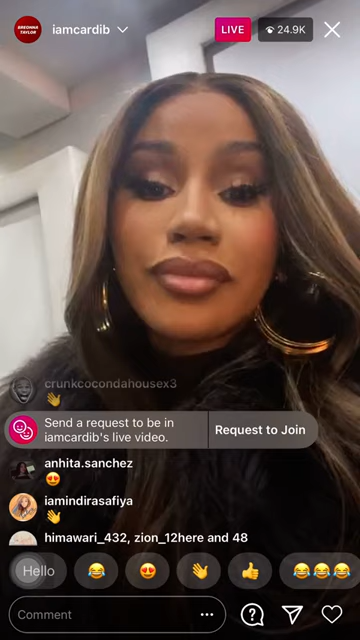 BREONNA
TAYLOR
iamcardib
LIVE
24.9K
crunkcocondahousex3
Send a request to be in
iamcardib's live video.
Request to Join
anhita.sanchez
iamindirasafiya
himawari_432, zion_12here and 48
Hello
Comment